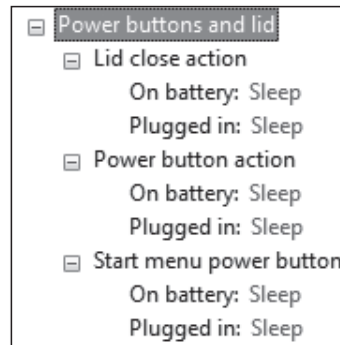 Power buttons and lid
Lid close action
On battery: Sleep
Plugged in: Sleep
Power button action
On battery: Sleep
Plugged in: Sleep
Start menu power button
On battery: Sleep
Plugged in: Sleep